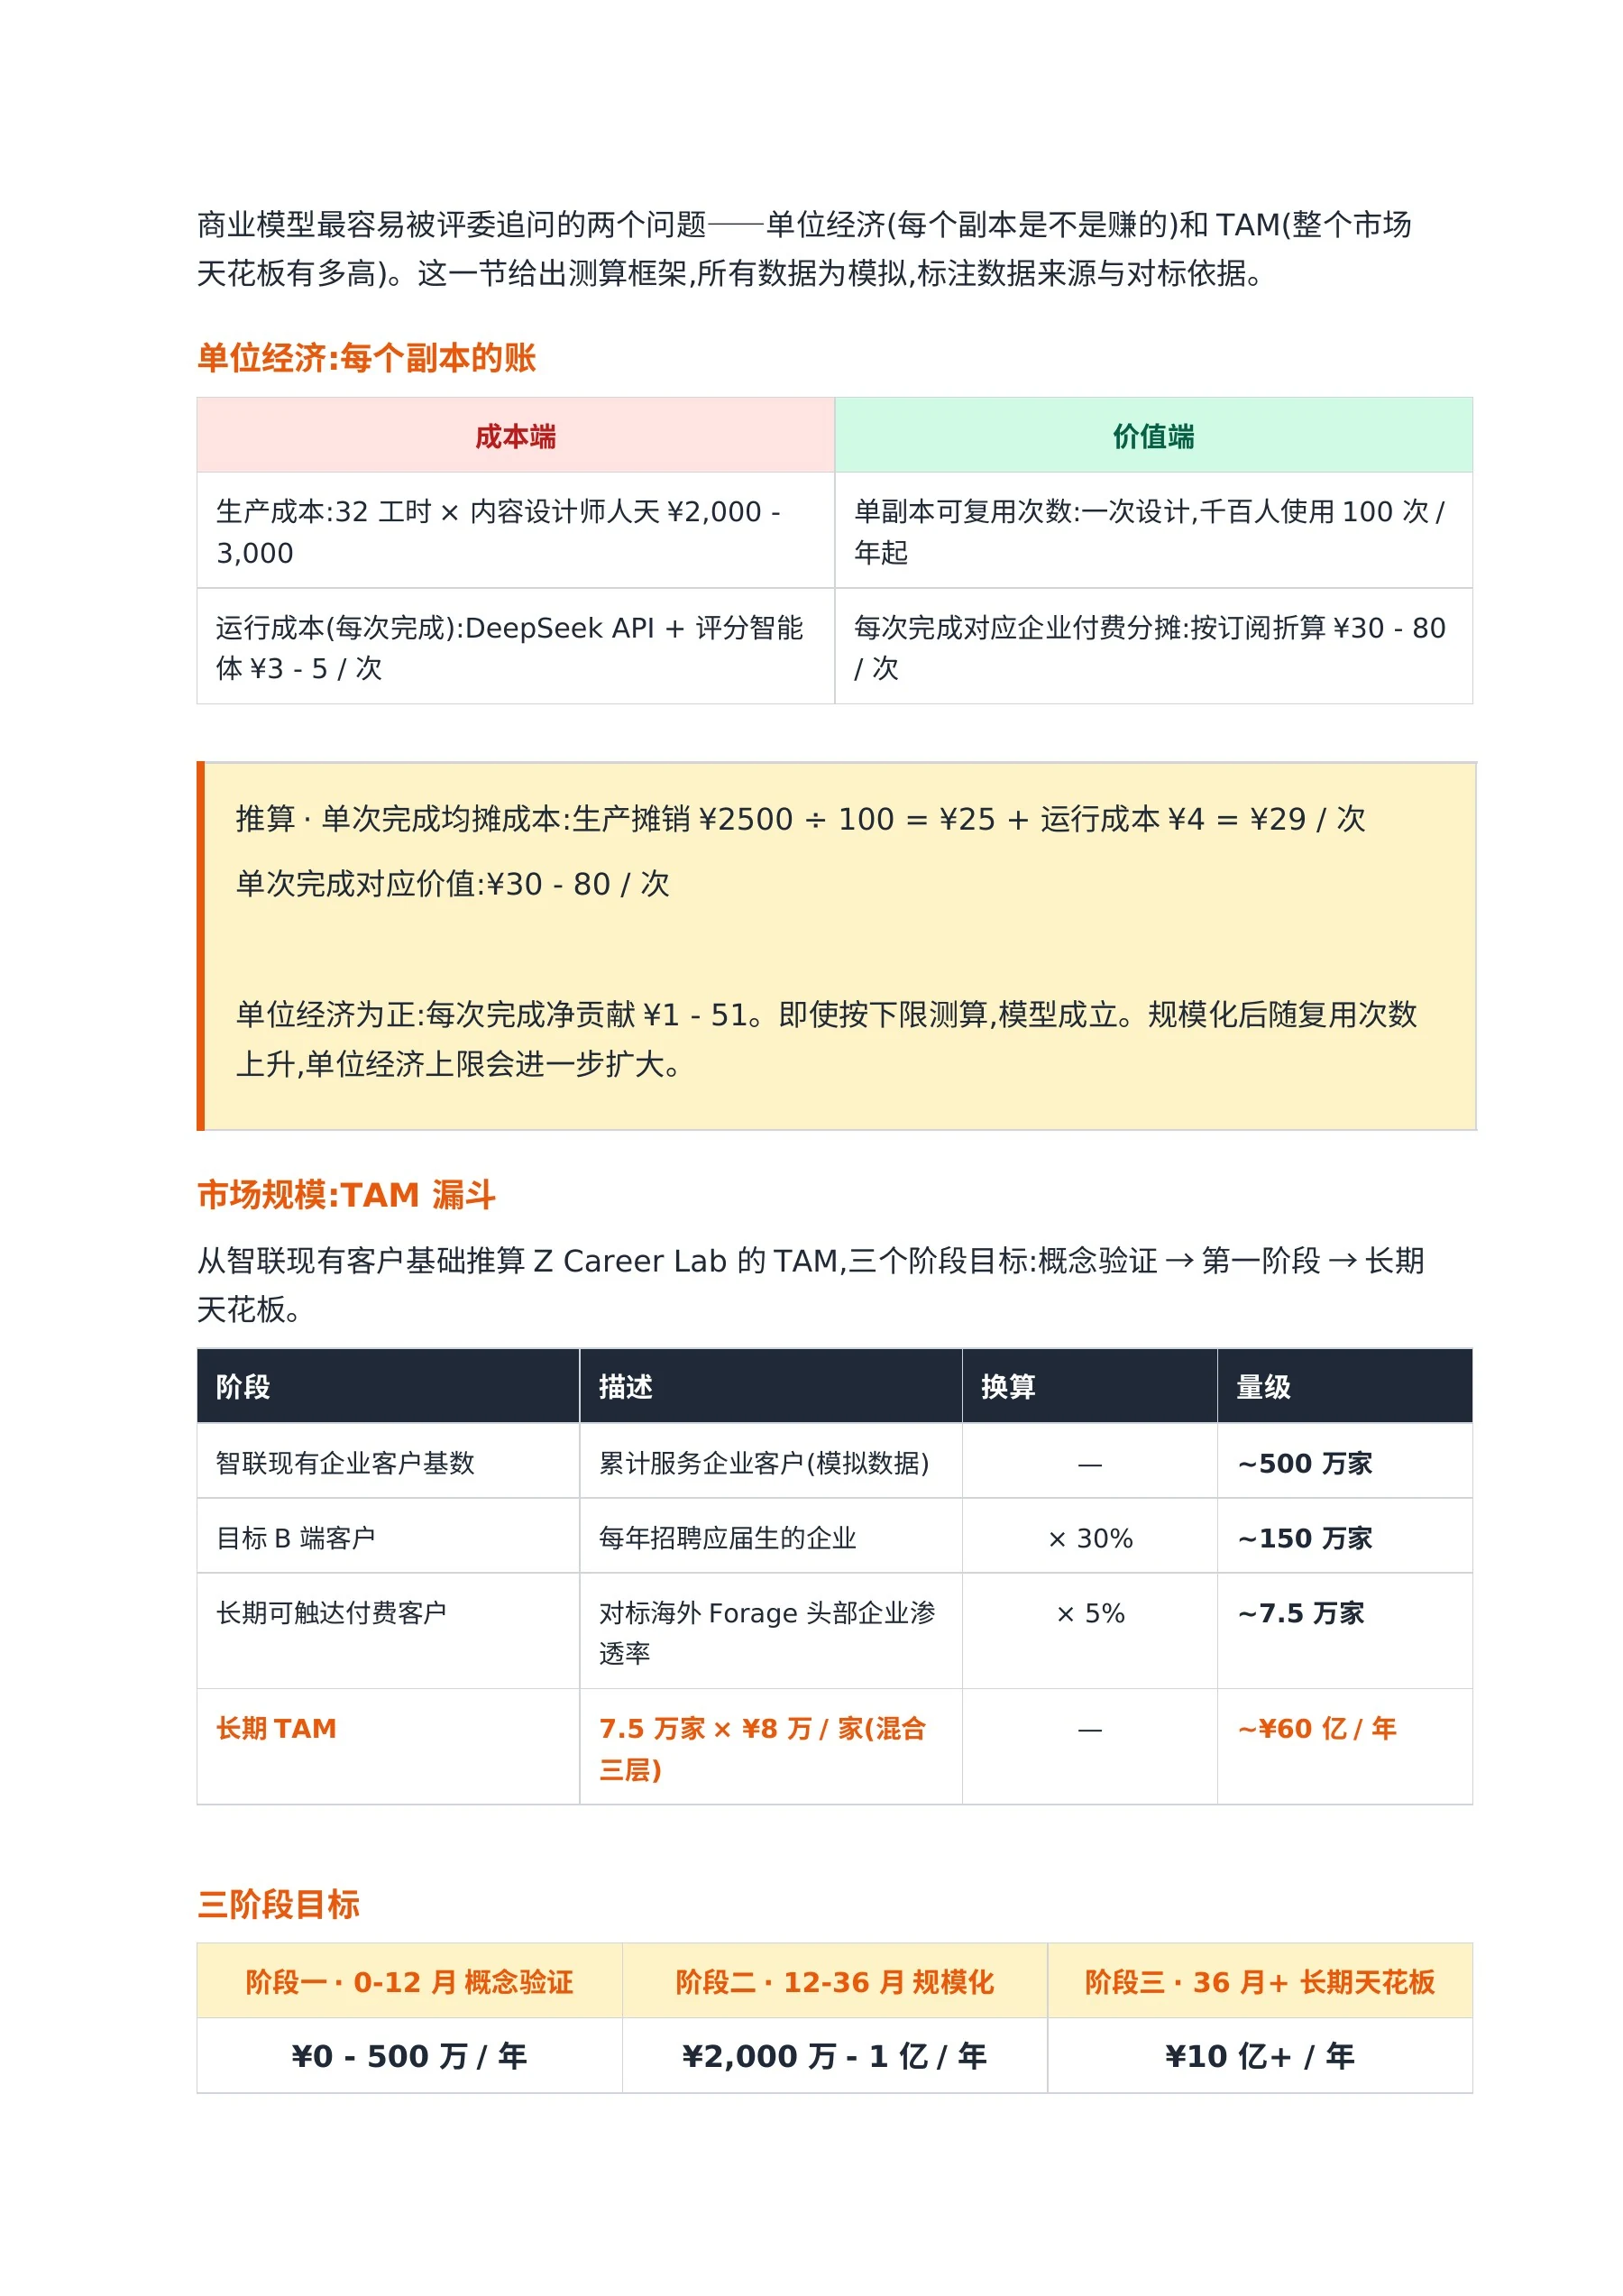 商业模型最容易被评委追问的两个问题——单位经济(每个副本是不是赚的)和 TAM(整个市场
天花板有多高)。这一节给出测算框架,所有数据为模拟,标注数据来源与对标依据。
单位经济:每个副本的账
成本端
价值端
生产成本:32 工时 × 内容设计师人天 ¥2,000 -
3,000
单副本可复用次数:一次设计,千百人使用 100 次 /
年起
运行成本(每次完成):DeepSeek API + 评分智能
体 ¥3 - 5 / 次
每次完成对应企业付费分摊:按订阅折算 ¥30 - 80
/ 次
推算 · 单次完成均摊成本:生产摊销 ¥2500 ÷ 100 = ¥25 + 运行成本 ¥4 = ¥29 / 次
单次完成对应价值:¥30 - 80 / 次
单位经济为正:每次完成净贡献 ¥1 - 51。即使按下限测算,模型成立。规模化后随复用次数
上升,单位经济上限会进一步扩大。
市场规模:TAM 漏斗
从智联现有客户基础推算 Z Career Lab 的 TAM,三个阶段目标:概念验证 → 第一阶段 → 长期
天花板。
阶段
描述
换算
量级
智联现有企业客户基数
累计服务企业客户(模拟数据)
—
~500 万家
目标 B 端客户
每年招聘应届生的企业
× 30%
~150 万家
长期可触达付费客户
对标海外 Forage 头部企业渗
透率
× 5%
~7.5 万家
长期 TAM
7.5 万家 × ¥8 万 / 家(混合
三层)
—
~¥60 亿 / 年
三阶段目标
阶段一 · 0-12 月 概念验证
阶段二 · 12-36 月 规模化
阶段三 · 36 月+ 长期天花板
¥0 - 500 万 / 年
¥2,000 万 - 1 亿 / 年
¥10 亿+ / 年